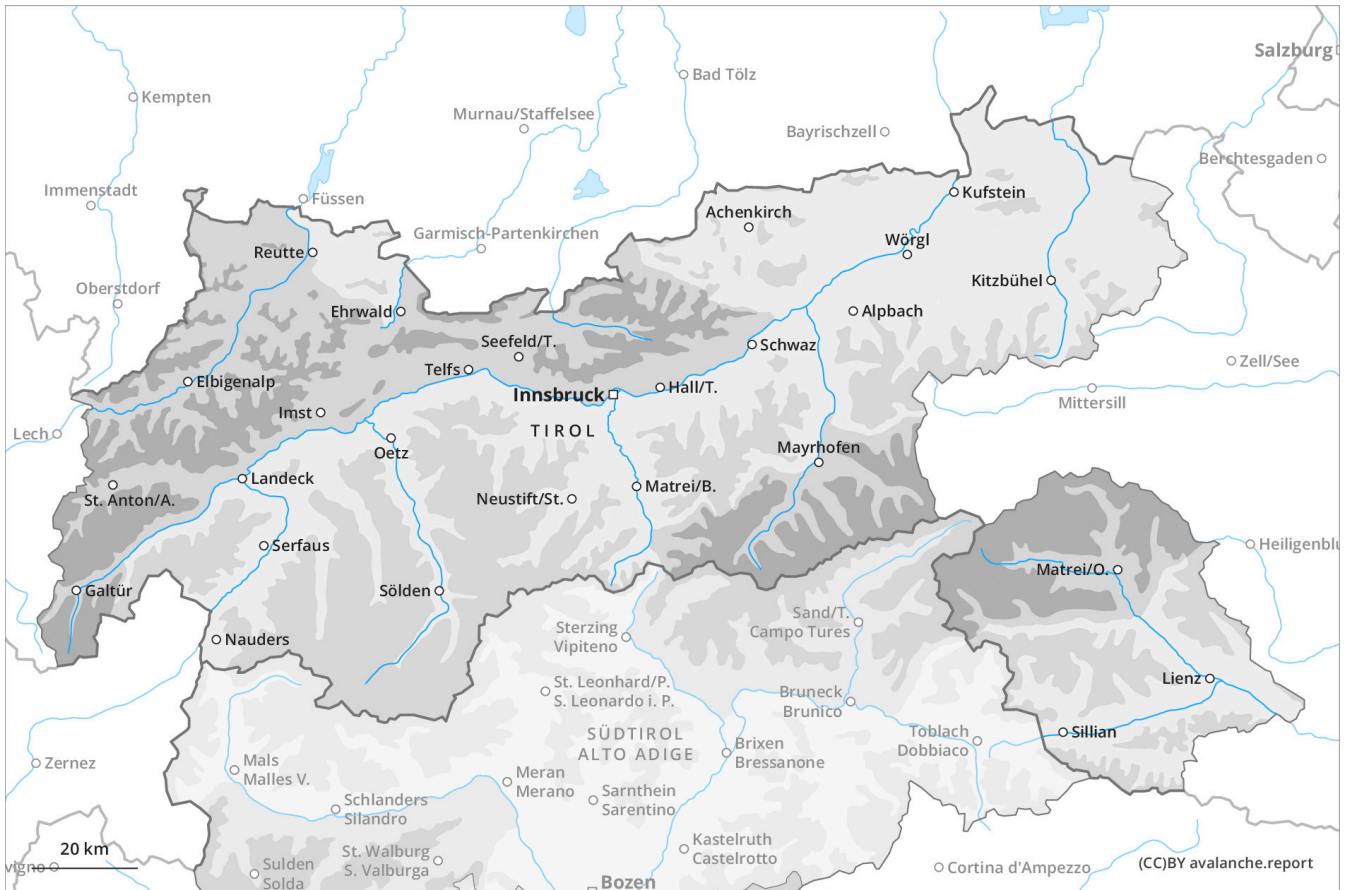 Salzburg
Bad Tölz
Kempten
Murnau/Staffelsee
Bayrischzell
Berchtesgaden
Immenstadt
Füssen
Kufstein
Achenkirch
Garmisch-Partenkirchen
Wörgl
Reutte
Kitzbühel
Oberstdorf
Ehrwald
Alpbach
Seefeld/T.
Schwaz
Zell/See
Telfs
Elbigenalp
Hall/T.
Innsbruck
Mittersill
Imst
TIROL
Lech
Oetz
Mayrhofen
Landeck
Matrei/B.
St. Anton/A.
Neustift/St.
Serfaus
Heiligenblu
Matrei/O.
Galtür
Sölden
Sand/T.
Campo Tures
Sterzing
Vipiteno
Nauders
Lienz
St. Leonhard/P.
S. Leonardo i. P.
Bruneck
Brunico
SÜDTIROL
ALTO ADIGE
Toblach
Dobbiaco
Sillian
Brixen
Bressanone
Zernez
Mals
Malles V.
Meran
Merano
Sarnthein
Sarentino
Schlanders
Silandro
Kastelruth
Castelrotto
20 km
St. Walburg
S. Valburga
vigno
Sulden
Solda
Cortina d'Ampezzo
(CC)BY avalanche.report
Bozen